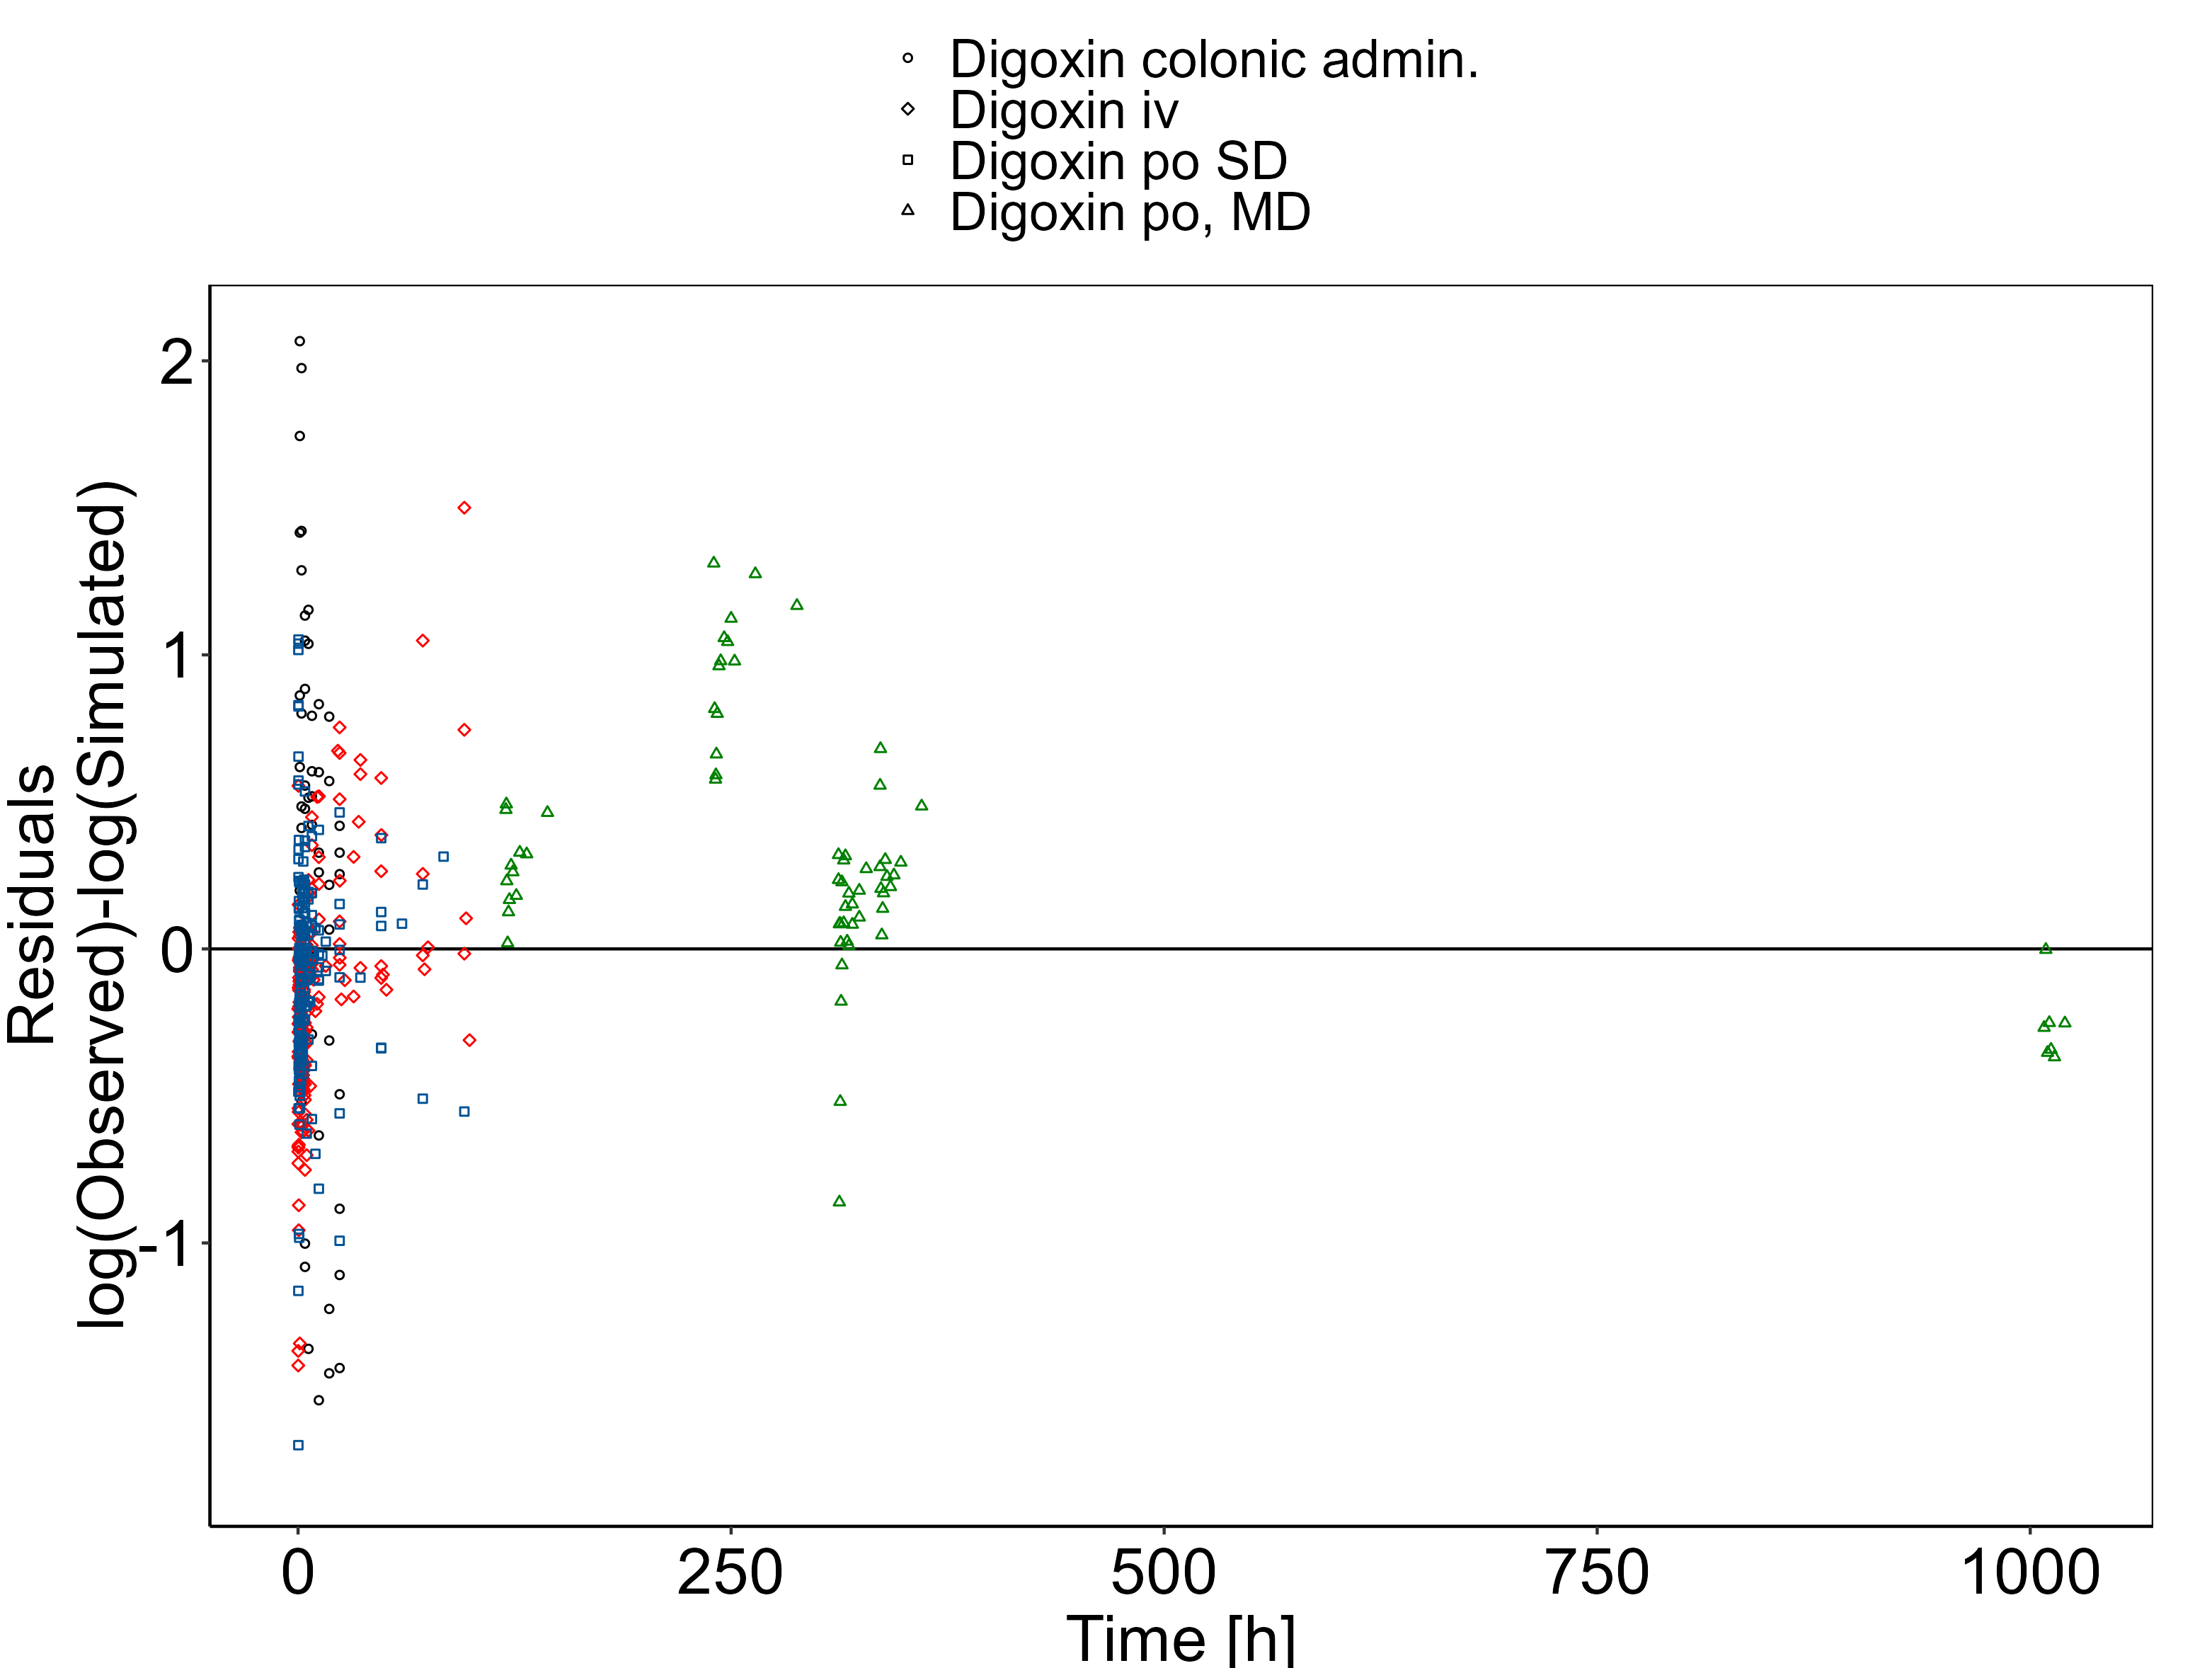 Digoxin colonic admin.
Digoxin iv
Digoxin po SD
Digoxin po, MD
Residuals
log(Observed)-log(Simulated)
2
1
0
-1
0
250
500
750
1000
Time [h]